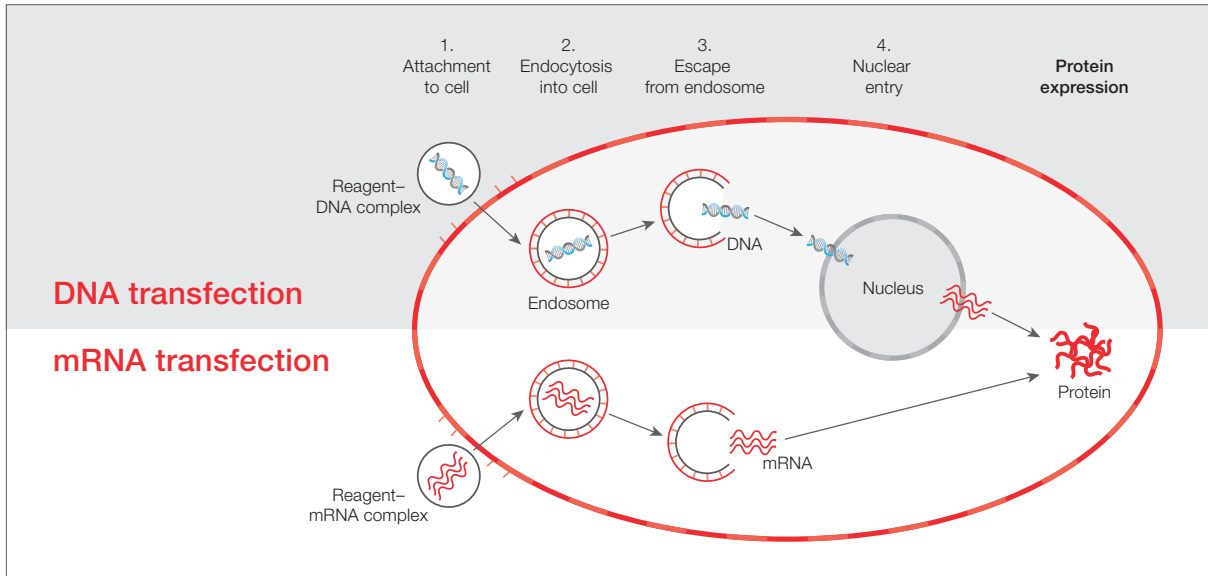 1.
Attachment
to cell
2.
Endocytosis
into cell
3.
Escape
from endosome
4.
Nuclear
entry
Protein
expression
Reagent–
DNA complex
DNA
Endosome
Nucleus
DNA transfection
mRNA transfection
Protein
mRNA
Reagent–
mRNA complex